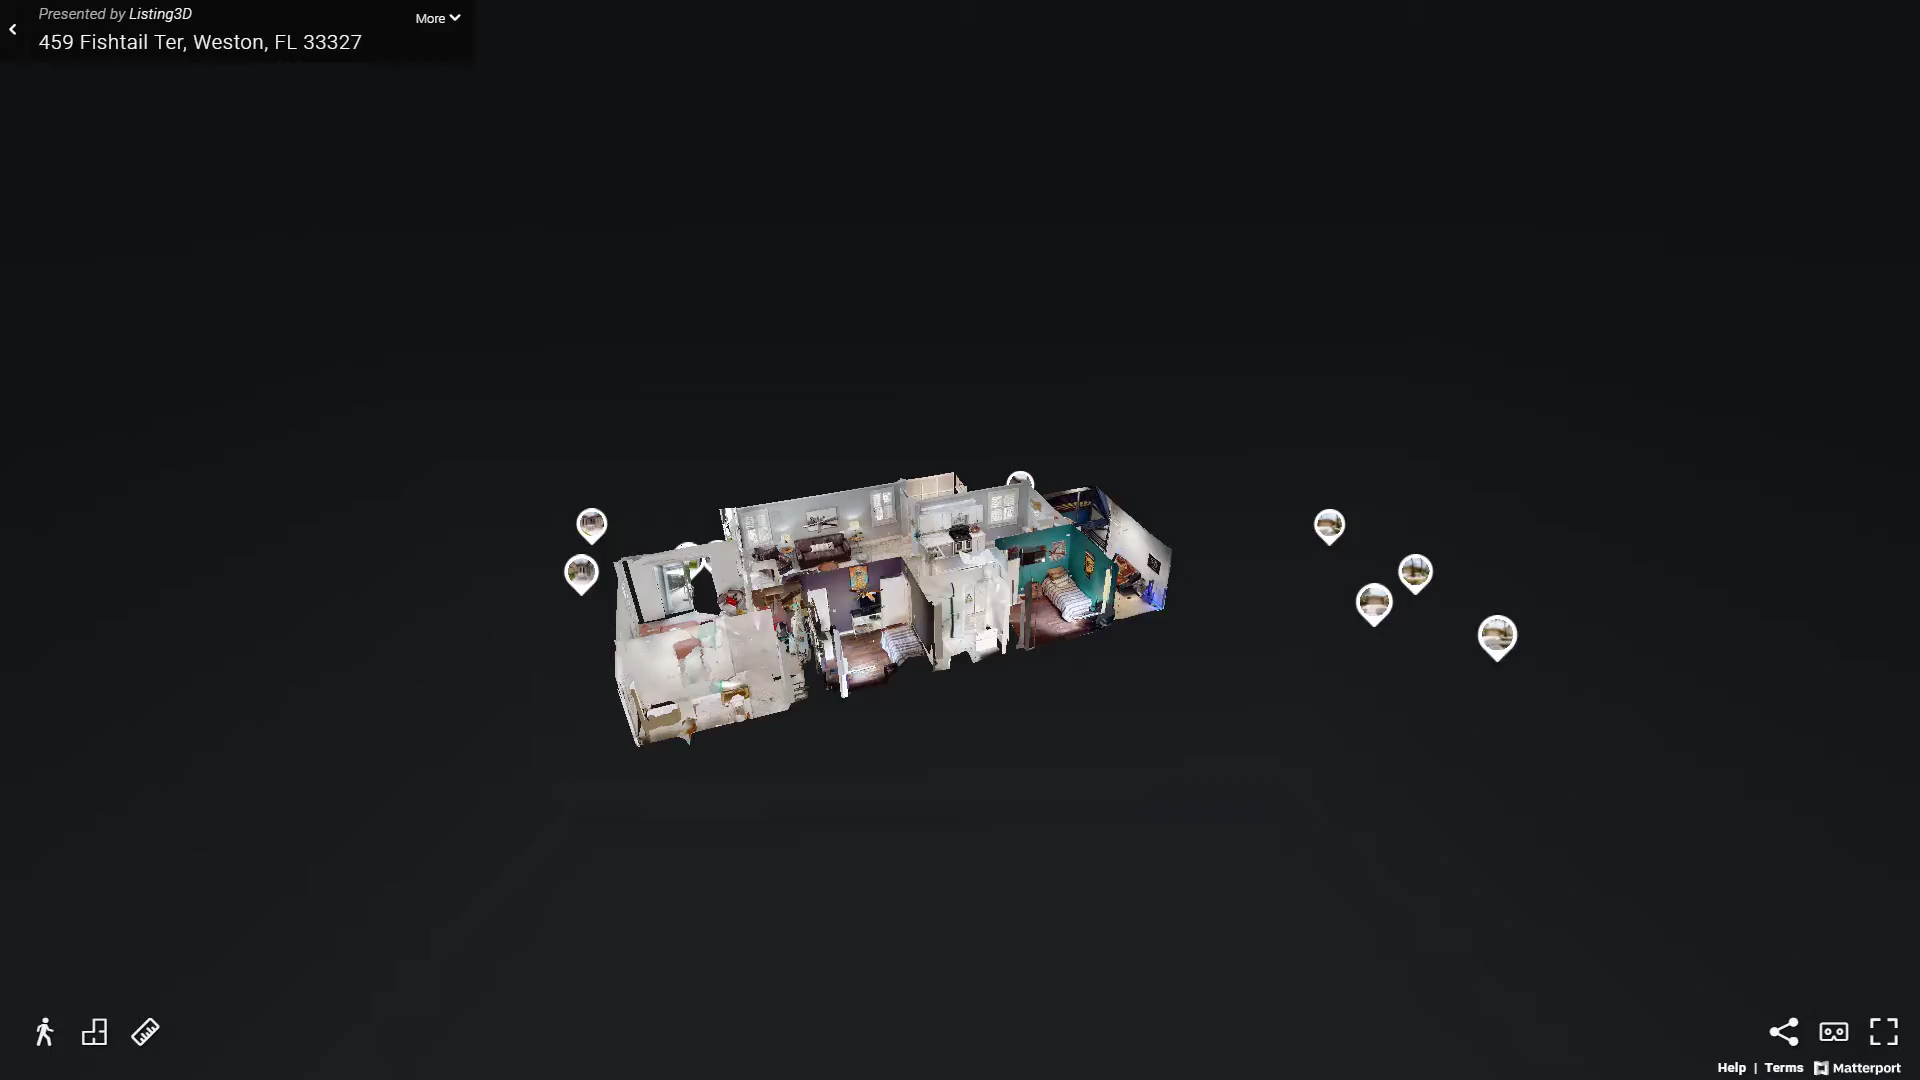 Presented by Listing3D
More
459 Fishtail Ter, Weston, FL 33327
Help | Terms
Matterport